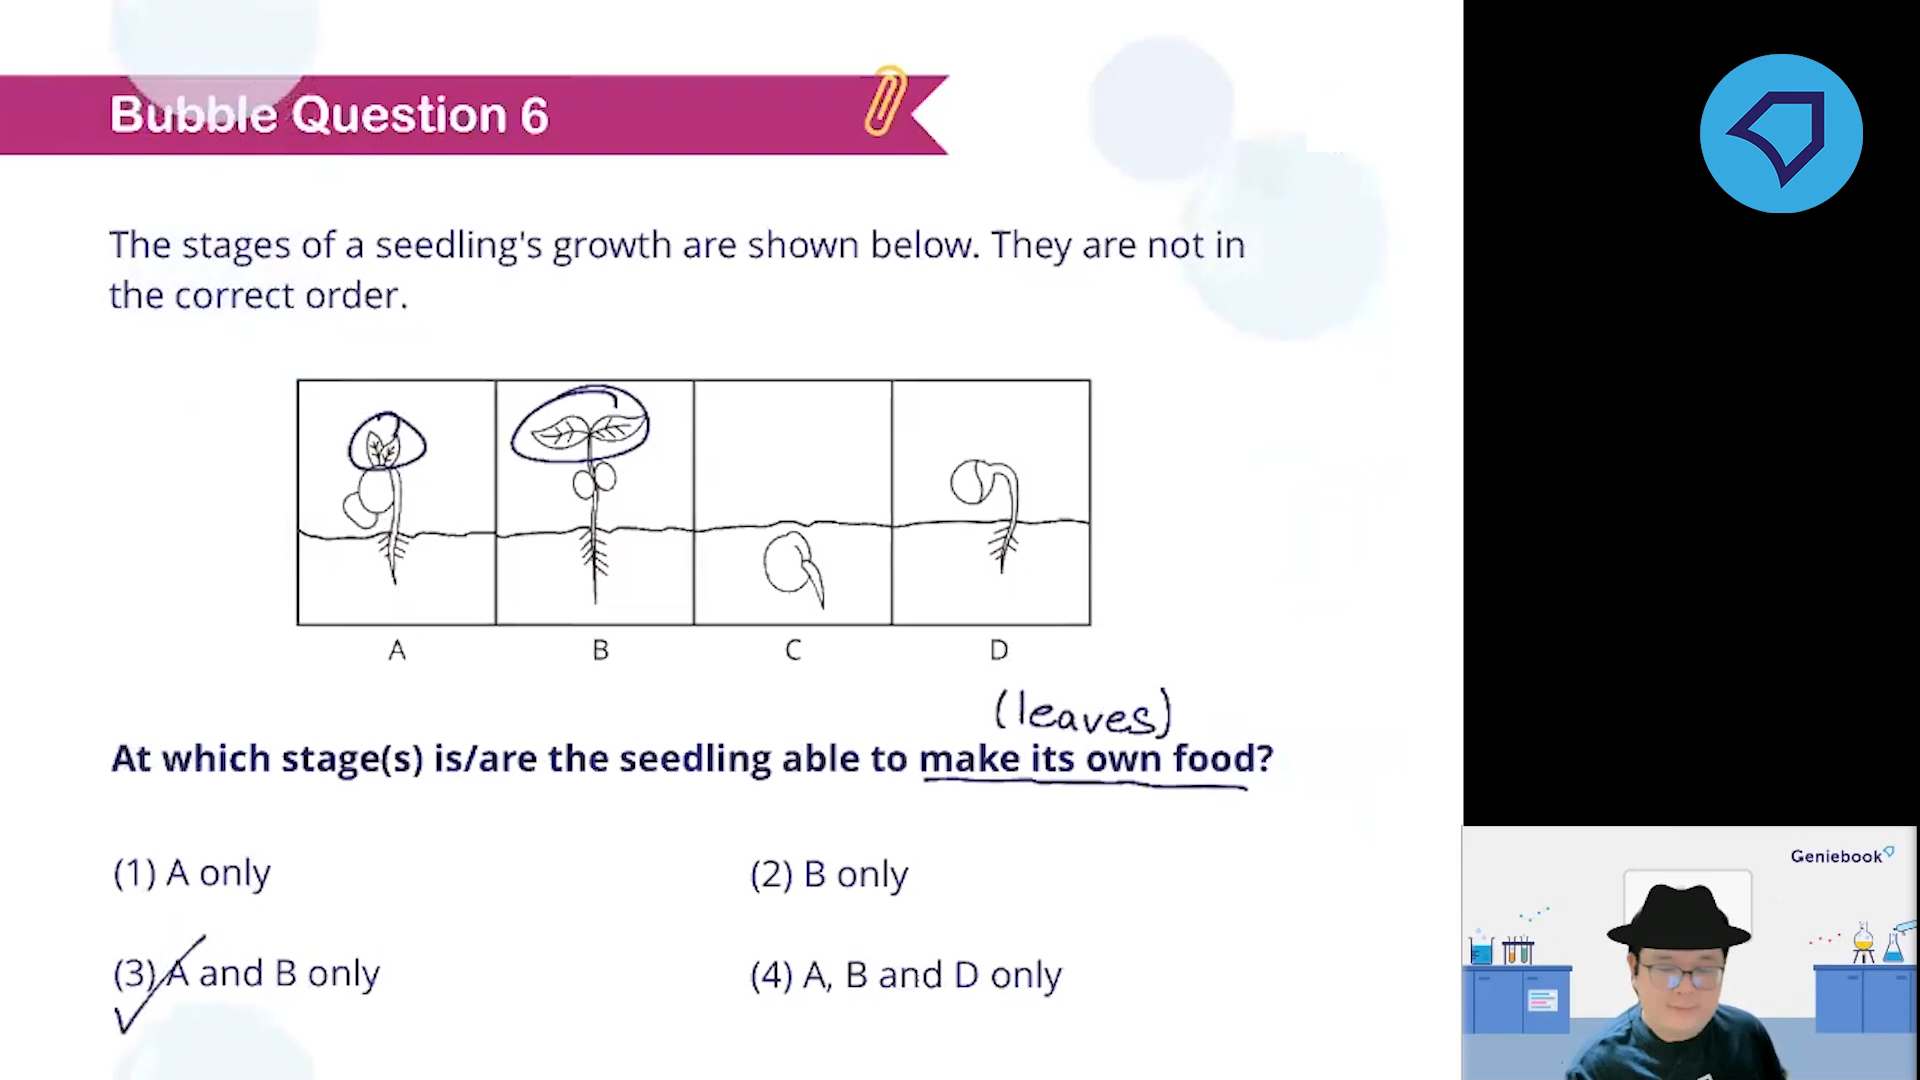 Bubble Question 6
The stages of a seedling's growth are shown below. They are not in
the correct order.
A B C D
(leaves)
At which stage(s) is/are the seedling able to make its own food?
(1) A only
(2) B only
(3) A and B only
(4) A, B and D only
Geniebook